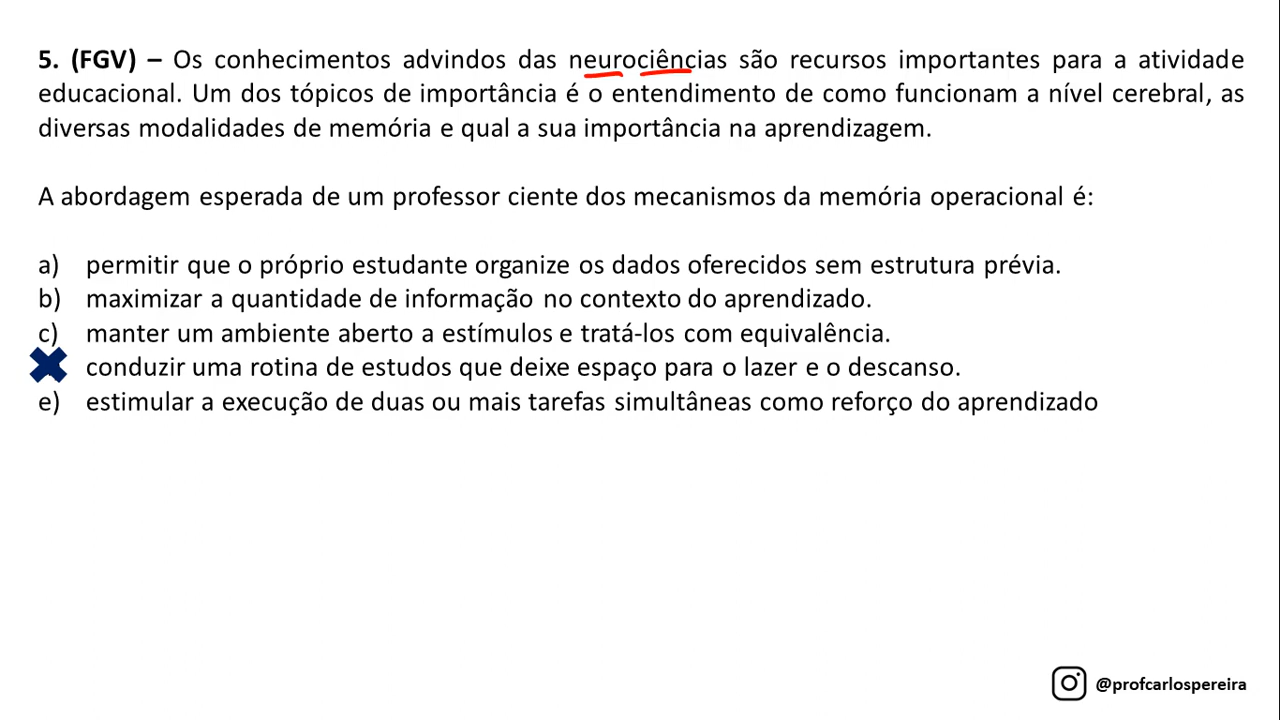 5. (FGV) – Os conhecimentos advindos das neurociências são recursos importantes para a atividade
educacional. Um dos tópicos de importância é o entendimento de como funcionam a nível cerebral, as
diversas modalidades de memória e qual a sua importância na aprendizagem.
A abordagem esperada de um professor ciente dos mecanismos da memória operacional é:
a) permitir que o próprio estudante organize os dados oferecidos sem estrutura prévia.
b) maximizar a quantidade de informação no contexto do aprendizado.
c) manter um ambiente aberto a estímulos e tratá-los com equivalência.
conduzir uma rotina de estudos que deixe espaço para o lazer e o descanso.
e) estimular a execução de duas ou mais tarefas simultâneas como reforço do aprendizado
@profcarlospereira